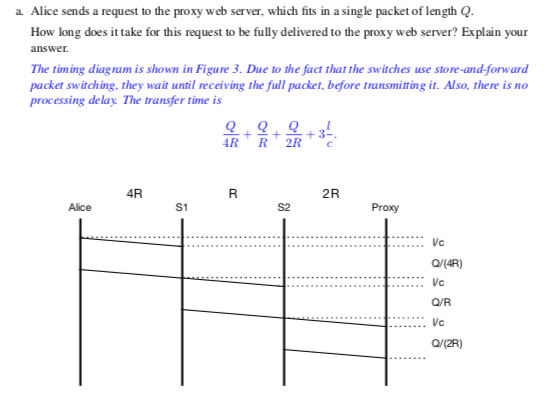 a. Alice sends a request to the proxy web server, which fits in a single packet of length Q.
How long does it take for this request to be fully delivered to the proxy web server? Explain your
answer.
The timing diagram is shown in Figure 3. Due to the fact that the switches use store-and-forward
packet switching, they wait until receiving the full packet, before transmitting it. Also, there is no
processing delay. The transfer time is
Q/4R + Q/R + Q/2R + 3 l/c.
4R R 2R
Alice S1 S2 Proxy
l/c
Q/(4R)
l/c
Q/R
l/c
Q/(2R)